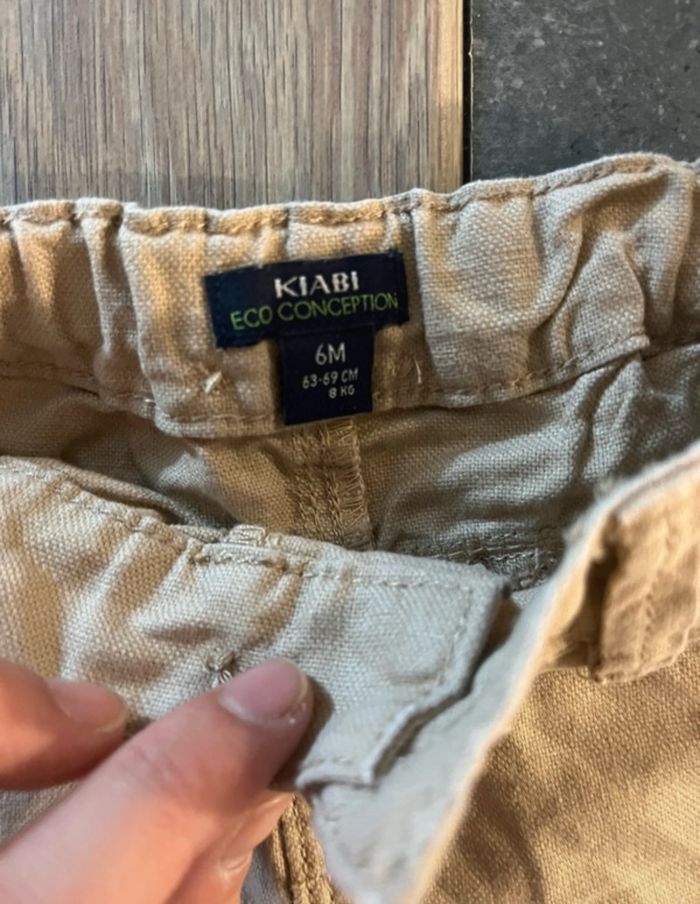 KIABI
ECO CONCEPTION
6M
63-69 CM
8 KG